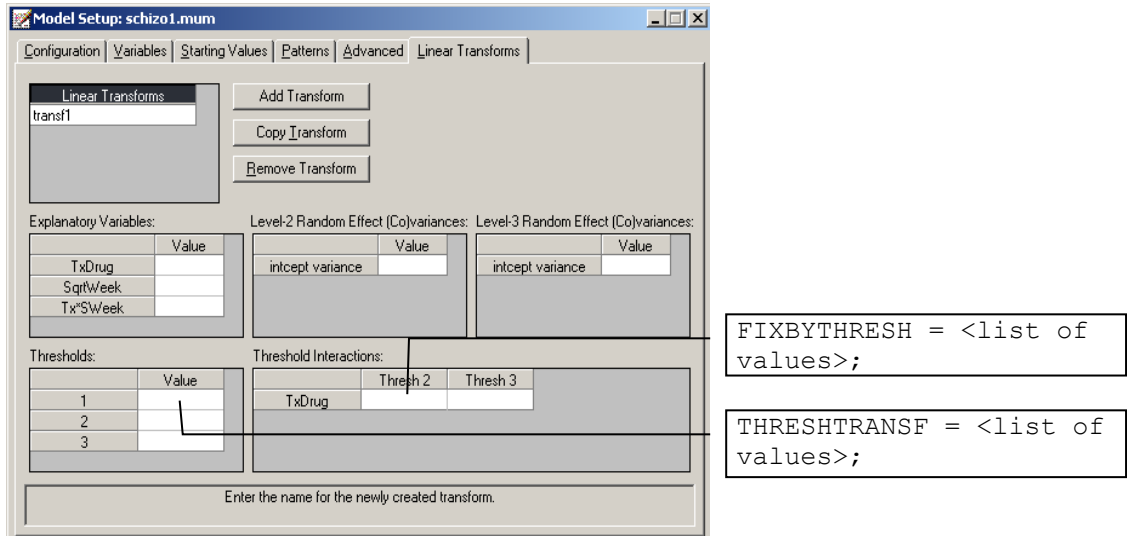 Model Setup: schizo1.mum
Configuration Variables Starting Values Patterns Advanced Linear Transforms
Linear Transforms
transf1
Add Transform
Copy Transform
Remove Transform
Explanatory Variables:
Value
TxDrug
SqrtWeek
Tx*SWeek
Level-2 Random Effect (Co)variances:
Value
intcept variance
Level-3 Random Effect (Co)variances:
Value
intcept variance
Thresholds:
Value
1
2
3
Threshold Interactions:
Thresh 2 Thresh 3
TxDrug
Enter the name for the newly created transform.
FIXBYTHRESH = <list of
values>;
THRESHTRANSF = <list of
values>;